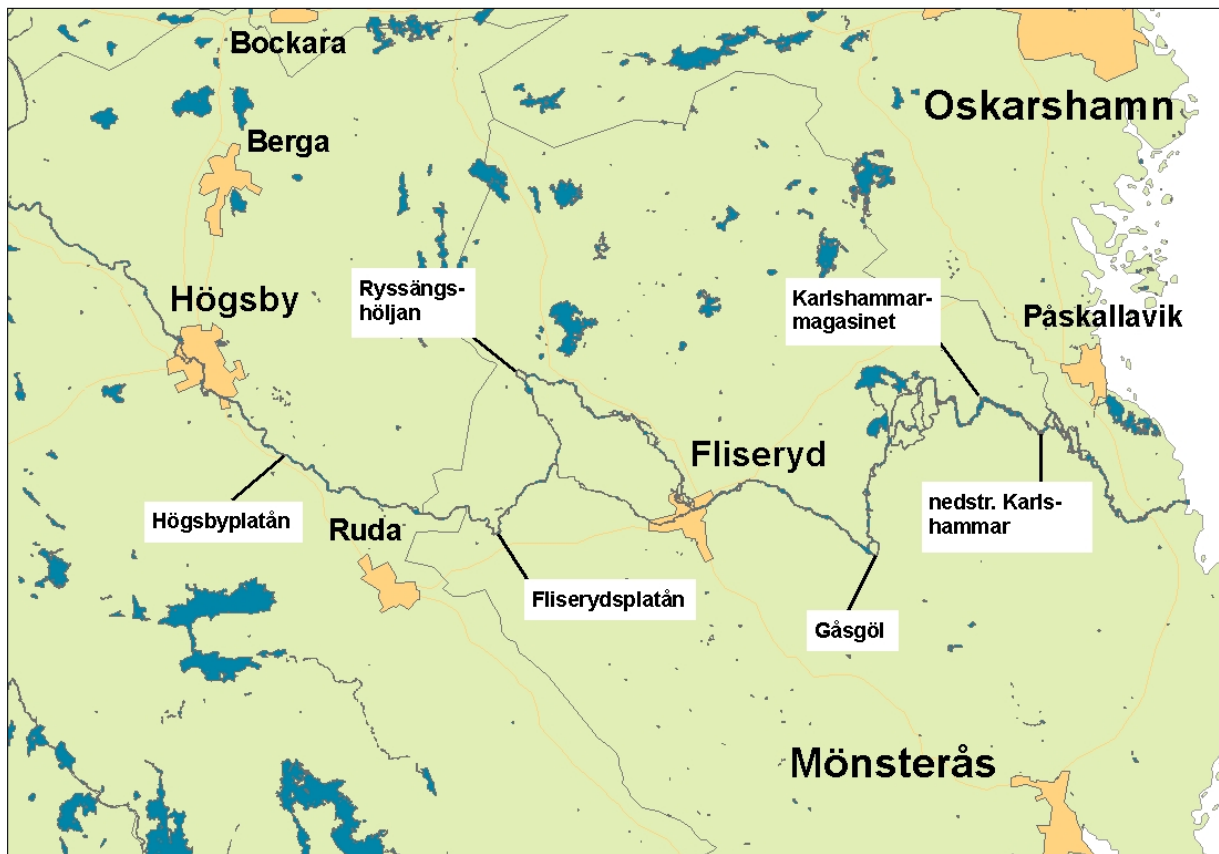 Bockara
Oskarshamn
Berga
Ryssängs-
höljan
Högsby
Karlshammar-
magasinet
Påskallavik
Fliseryd
Högsbyplatån
nedstr. Karls-
hammar
Ruda
Fliserydsplatån
Gåsgöl
Mönsterås